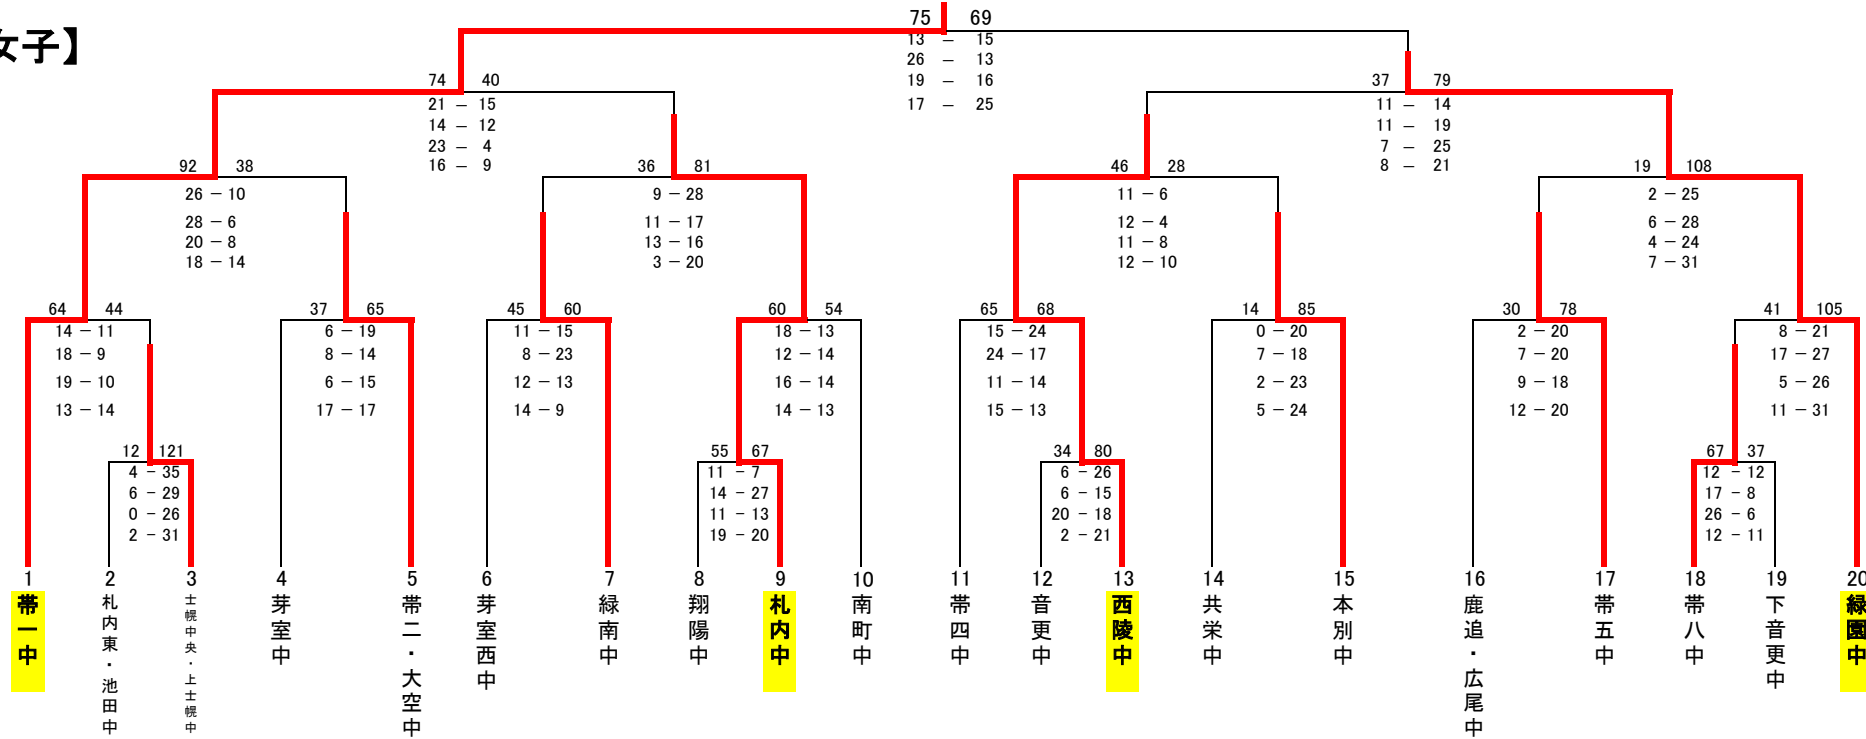 女子】
75 69
13 － 15
26 － 13
19 － 16
17 － 25
74 40
21 － 15
14 － 12
23 － 4
16 － 9
37 79
11 － 14
11 － 19
7 － 25
8 － 21
92 38
26 － 10
28 － 6
20 － 8
18 － 14
36 81
9 － 28
11 － 17
13 － 16
3 － 20
46 28
11 － 6
12 － 4
11 － 8
12 － 10
19 108
2 － 25
6 － 28
4 － 24
7 － 31
64 44
14 － 11
18 － 9
19 － 10
13 － 14
37 65
6 － 19
8 － 14
6 － 15
17 － 17
45 60
11 － 15
8 － 23
12 － 13
14 － 9
60 54
18 － 13
12 － 14
16 － 14
14 － 13
65 68
15 － 24
24 － 17
11 － 14
15 － 13
14 85
0 － 20
7 － 18
2 － 23
5 － 24
30 78
2 － 20
7 － 20
9 － 18
12 － 20
41 105
8 － 21
17 － 27
5 － 26
11 － 31
12 121
4 － 35
6 － 29
0 － 26
2 － 31
55 67
11 － 7
14 － 27
11 － 13
19 － 20
34 80
6 － 26
6 － 15
20 － 18
2 － 21
67 37
12 － 12
17 － 8
26 － 6
12 － 11
1 帯一中
2 札内東・池田中
3 士幌中央・上士幌中
4 芽室中
5 帯二・大空中
6 芽室西中
7 緑南中
8 翔陽中
9 札内中
10 南町中
11 帯四中
12 音更中
13 西陵中
14 共栄中
15 本別中
16 鹿追・広尾中
17 帯五中
18 帯八中
19 下音更中
20 緑園中